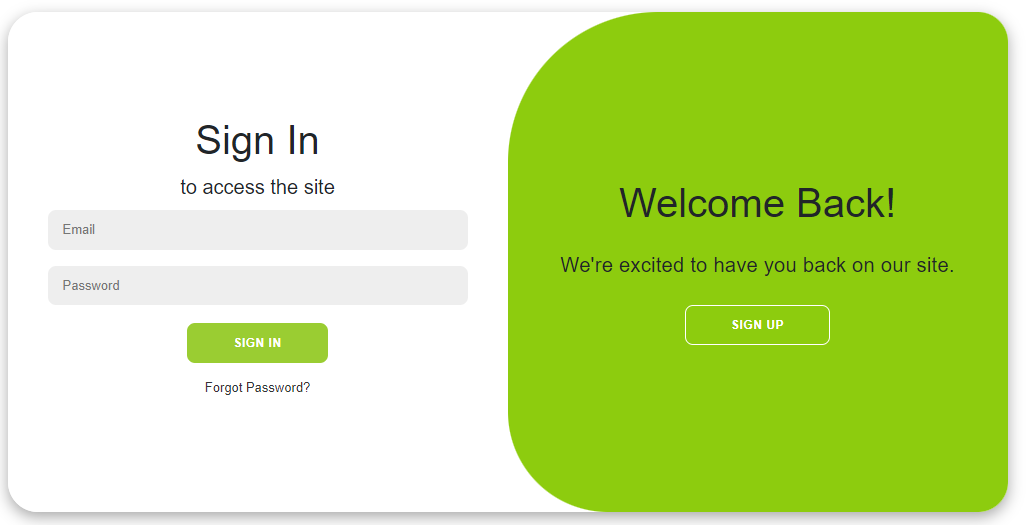 Sign In
to access the site
Email
Password
SIGN IN
Forgot Password?
Welcome Back!
We're excited to have you back on our site.
SIGN UP